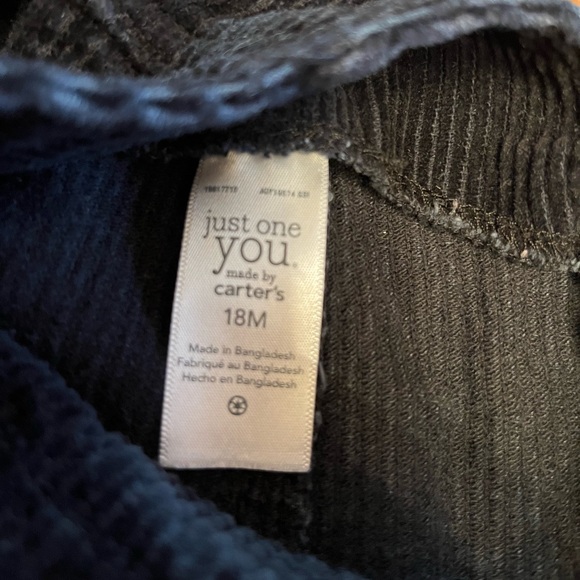 just one
you.
made by
carter's
18M
Made in Bangladesh
Fabriqué au Bangladesh
Hecho en Bangladesh